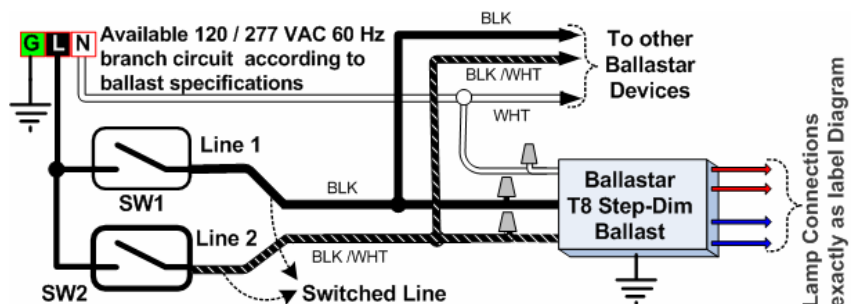 G L N
Available 120 / 277 VAC 60 Hz
branch circuit according to
ballast specifications
BLK
BLK /WHT
WHT
To other
Ballastar
Devices
Line 1
SW1
BLK
Line 2
SW2
BLK /WHT
Switched Line
Ballastar
T8 Step-Dim
Ballast
Lamp Connections
exactly as label Diagram